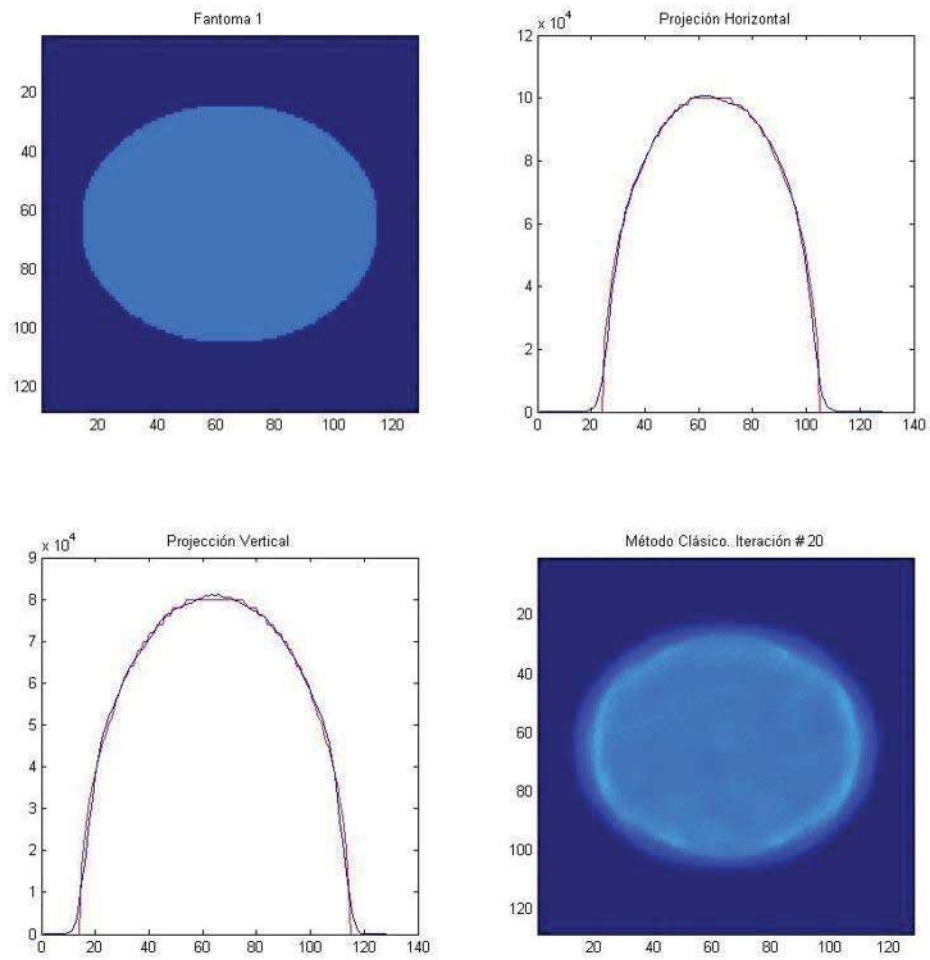 Fantoma 1
20
40
60
80
100
120
20 40 60 80 100 120
Projeción Horizontal
x 10^4
12
10
8
6
4
2
0
0 20 40 60 80 100 120 140
Projección Vertical
x 10^4
9
8
7
6
5
4
3
2
1
0
0 20 40 60 80 100 120 140
Método Clásico. Iteración # 20
20
40
60
80
100
120
20 40 60 80 100 120